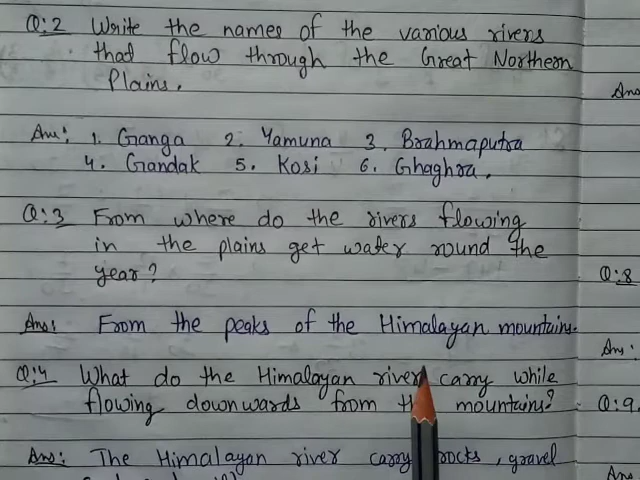 Q:2 Write the names of the various rivers
that flow through the Great Northern
Plains.
Ans: 1. Ganga 2. Yamuna 3. Brahmaputra
4. Gandak 5. Kosi 6. Ghaghra.
Q:3 From where do the rivers flowing
in the plains get water round the
year?
Ans: From the peaks of the Himalayan mountains.
Q:4 What do the Himalayan river carry while
flowing downwards from mountains?
Ans: The Himalayan river carry rocks, gravel
Ans
Q:8
Ans:
Q:9.
Ans